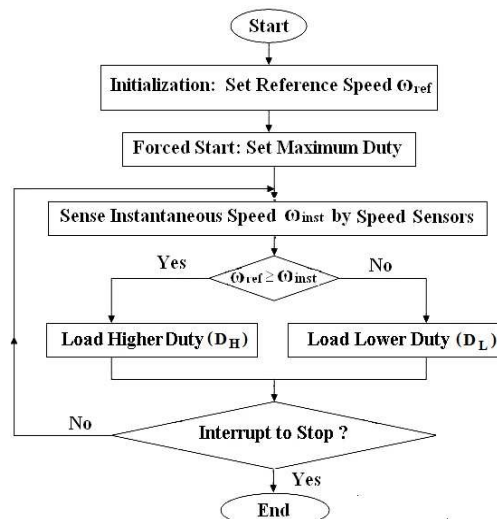 Start
Initialization: Set Reference Speed ωref
Forced Start: Set Maximum Duty
Sense Instantaneous Speed ωinst by Speed Sensors
Yes
ωref ≥ ωinst
No
Load Higher Duty (DH)
Load Lower Duty (DL)
No
Interrupt to Stop ?
Yes
End